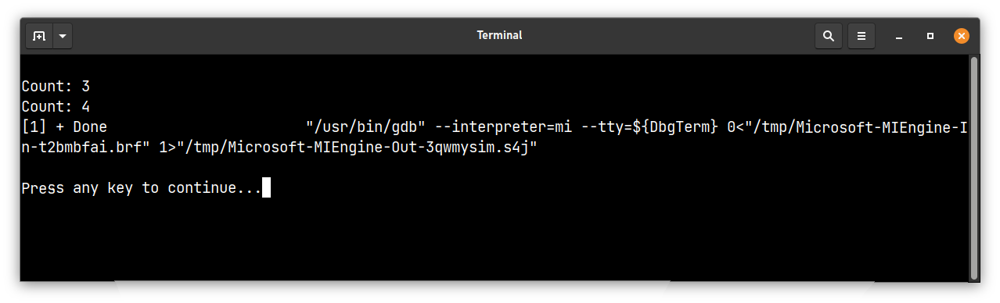 Terminal
Count: 3
Count: 4
[1] + Done                       "/usr/bin/gdb" --interpreter=mi --tty=${DbgTerm} 0<"/tmp/Microsoft-MIEngine-I
n-t2bmbfai.brf" 1>"/tmp/Microsoft-MIEngine-Out-3qwmysim.s4j"
Press any key to continue...